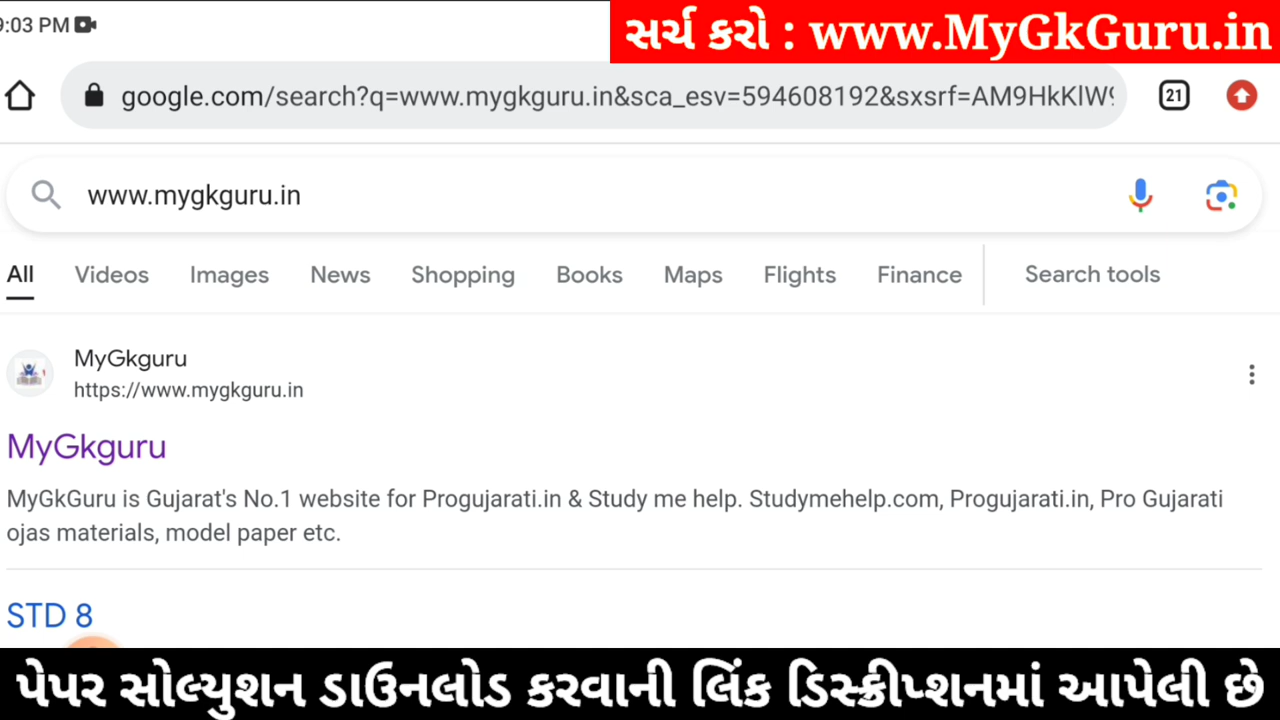 9:03 PM
સર્ચ કરો : www.MyGkGuru.in
google.com/search?q=www.mygkguru.in&sca_esv=594608192&sxsrf=AM9HkKlW9
21
www.mygkguru.in
All Videos Images News Shopping Books Maps Flights Finance Search tools
MyGkguru
https://www.mygkguru.in
MyGkguru
MyGkGuru is Gujarat's No.1 website for Progujarati.in & Study me help. Studymehelp.com, Progujarati.in, Pro Gujarati
ojas materials, model paper etc.
STD 8
પેપર સોલ્યુશન ડાઉનલોડ કરવાની લિંક ડિસ્ક્રીપ્શનમાં આપેલી છે